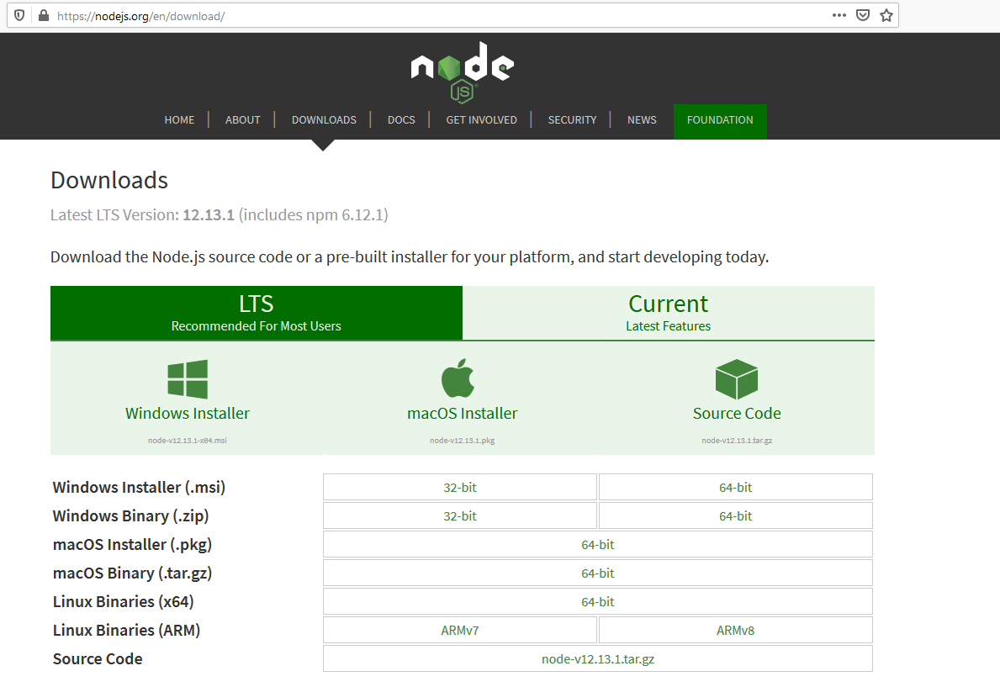 https://nodejs.org/en/download/
node
JS
HOME | ABOUT | DOWNLOADS | DOCS | GET INVOLVED | SECURITY | NEWS FOUNDATION
Downloads
Latest LTS Version: 12.13.1 (includes npm 6.12.1)
Download the Node.js source code or a pre-built installer for your platform, and start developing today.
LTS Current
Recommended For Most Users Latest Features
Windows Installer macOS Installer Source Code
node-v12.13.1-x64.msi node-v12.13.1.pkg node-v12.13.1.tar.gz
Windows Installer (.msi) 32-bit 64-bit
Windows Binary (.zip) 32-bit 64-bit
macOS Installer (.pkg) 64-bit
macOS Binary (.tar.gz) 64-bit
Linux Binaries (x64) 64-bit
Linux Binaries (ARM) ARMv7 ARMv8
Source Code node-v12.13.1.tar.gz